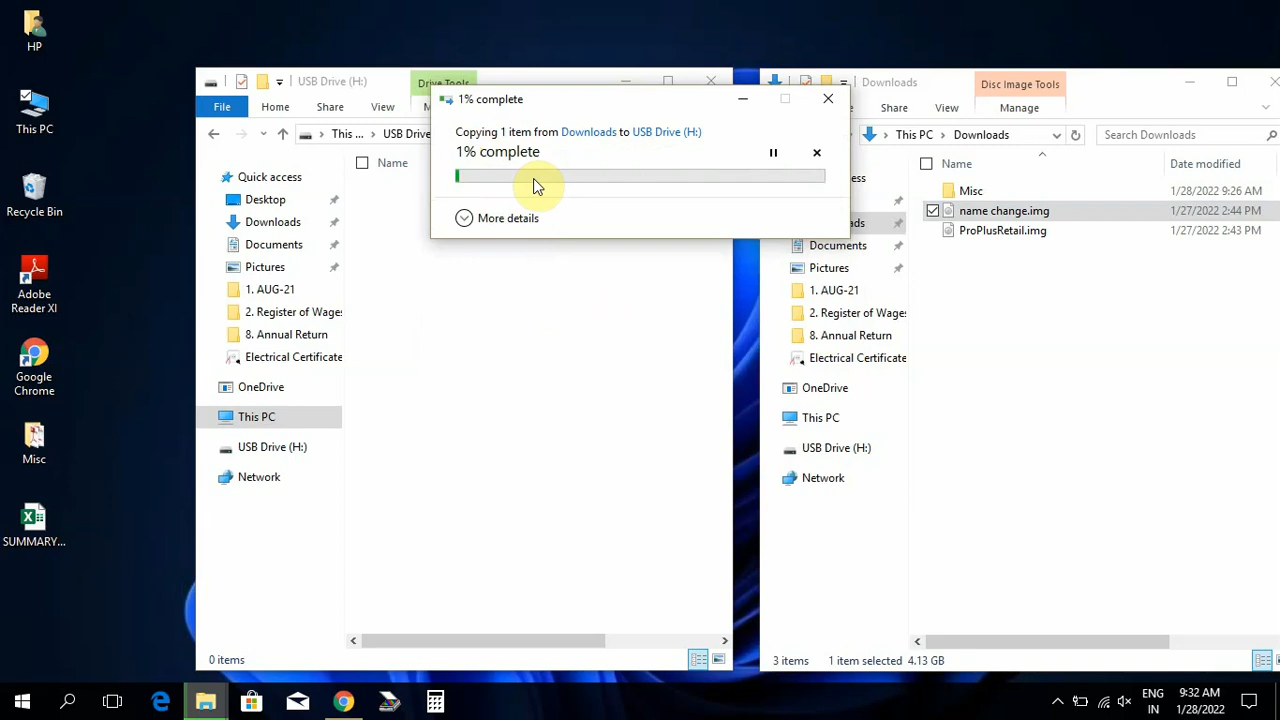 HP
This PC
Recycle Bin
Adobe
Reader XI
Google
Chrome
Misc
SUMMARY...
USB Drive (H:)
Drive Tools
File
Home
Share
View
This ...
USB Drive
Name
Quick access
Desktop
Downloads
Documents
Pictures
1. AUG-21
2. Register of Wages
8. Annual Return
Electrical Certificate
OneDrive
This PC
USB Drive (H:)
Network
0 items
1% complete
Copying 1 item from Downloads to USB Drive (H:)
1% complete
More details
Downloads
Disc Image Tools
Share
View
Manage
This PC
Downloads
Search Downloads
Name
Date modified
Misc
1/28/2022 9:26 AM
name change.img
1/27/2022 2:44 PM
ProPlusRetail.img
1/27/2022 2:43 PM
Documents
Pictures
1. AUG-21
2. Register of Wages
8. Annual Return
Electrical Certificate
OneDrive
This PC
USB Drive (H:)
Network
3 items
1 item selected 4.13 GB
ENG
IN
9:32 AM
1/28/2022